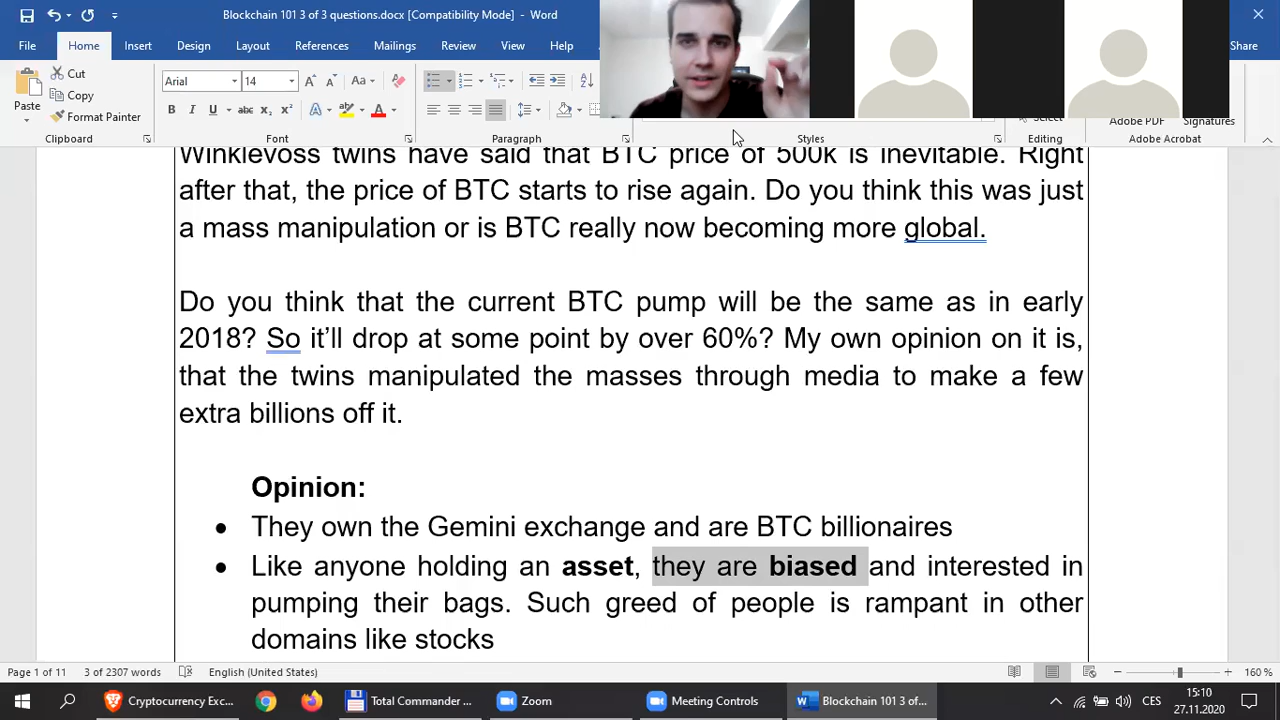 Blockchain 101 3 of 3 questions.docx [Compatibility Mode] - Word
File Home Insert Design Layout References Mailings Review View Help Share
Paste
Cut
Copy
Format Painter
Clipboard
Arial 14
Font
Paragraph
Styles
Select
Editing
Adobe PDF
Signatures
Adobe Acrobat
Winklevoss twins have said that BTC price of 500k is inevitable. Right
after that, the price of BTC starts to rise again. Do you think this was just
a mass manipulation or is BTC really now becoming more global.
Do you think that the current BTC pump will be the same as in early
2018? So it’ll drop at some point by over 60%? My own opinion on it is,
that the twins manipulated the masses through media to make a few
extra billions off it.
Opinion:
• They own the Gemini exchange and are BTC billionaires
• Like anyone holding an asset, they are biased and interested in
pumping their bags. Such greed of people is rampant in other
domains like stocks
Page 1 of 11 3 of 2307 words English (United States) 160 %
Cryptocurrency Exc... Total Commander ... Zoom Meeting Controls Blockchain 101 3 of... CES 15:10
27.11.2020